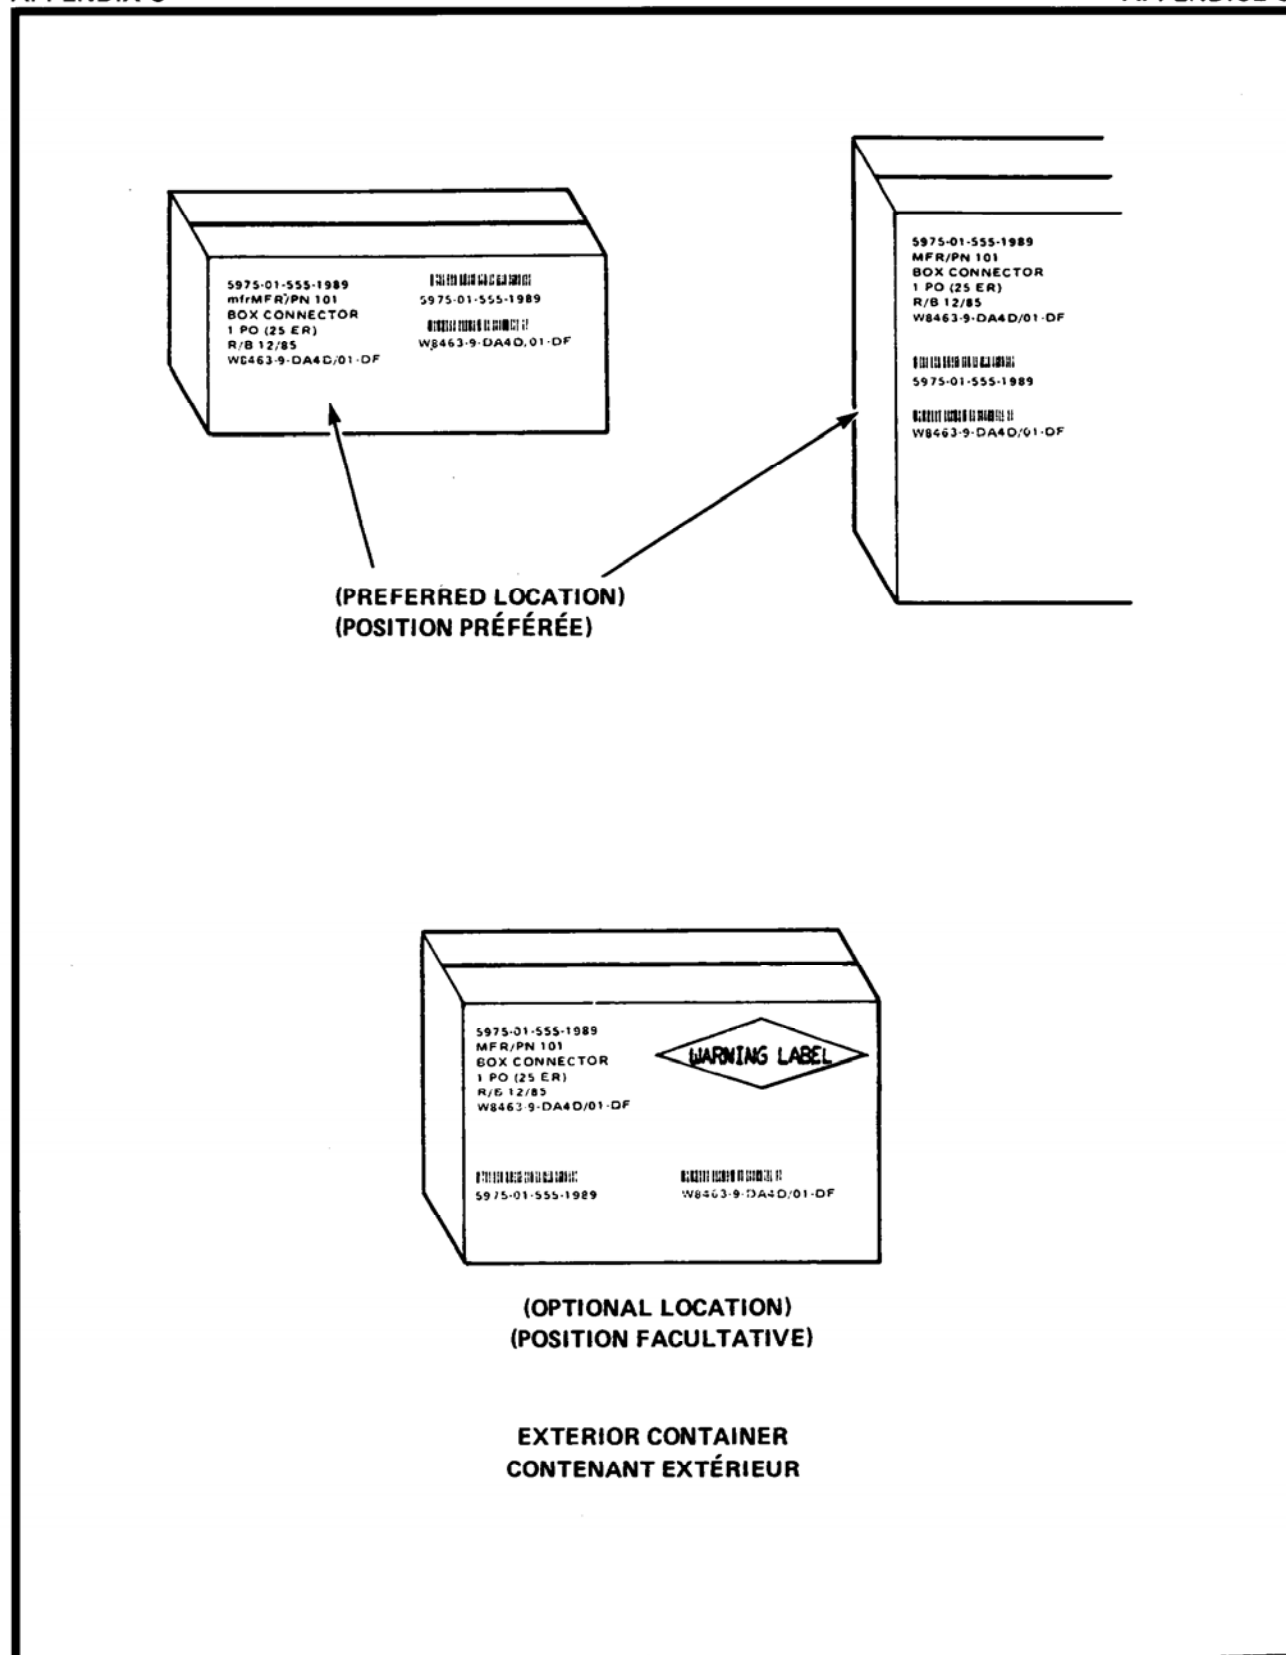 5975-01-555-1989
mfrMFR/PN 101
BOX CONNECTOR
1 PO (25 ER)
R/B 12/85
W8463-9-DA4D/01-DF
5975-01-555-1989
W8463-9-DA4D/01-DF
5975-01-555-1989
MFR/PN 101
BOX CONNECTOR
1 PO (25 ER)
R/B 12/85
W8463-9-DA4D/01-DF
5975-01-555-1989
W8463-9-DA4D/01-DF
(PREFERRED LOCATION)
(POSITION PRÉFÉRÉE)
5975-01-555-1989
MFR/PN 101
BOX CONNECTOR
1 PO (25 ER)
R/B 12/85
W8463-9-DA4D/01-DF
WARNING LABEL
5975-01-555-1989
W8463-9-DA4D/01-DF
(OPTIONAL LOCATION)
(POSITION FACULTATIVE)
EXTERIOR CONTAINER
CONTENANT EXTÉRIEUR